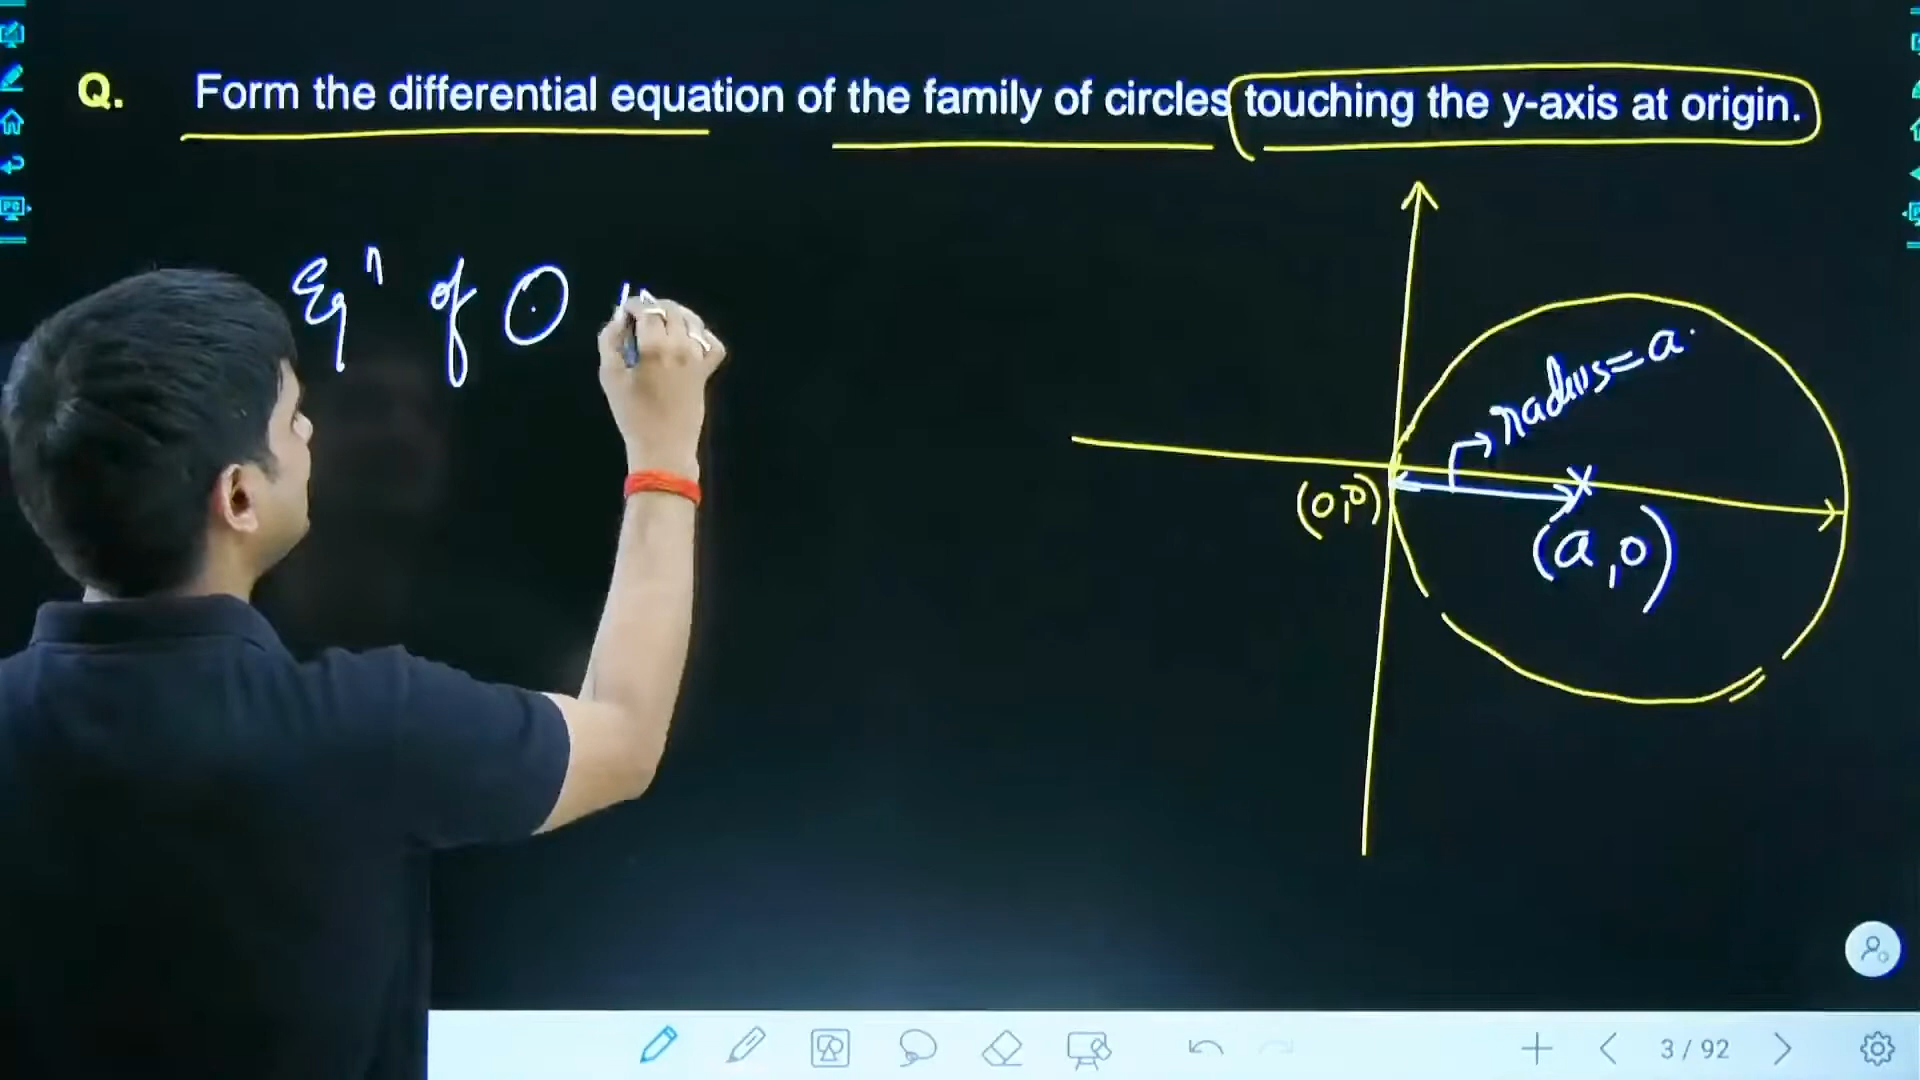 Q. Form the differential equation of the family of circles touching the y-axis at origin.
Eqn of
radius=a
(0,0)
(a,0)
3 / 92